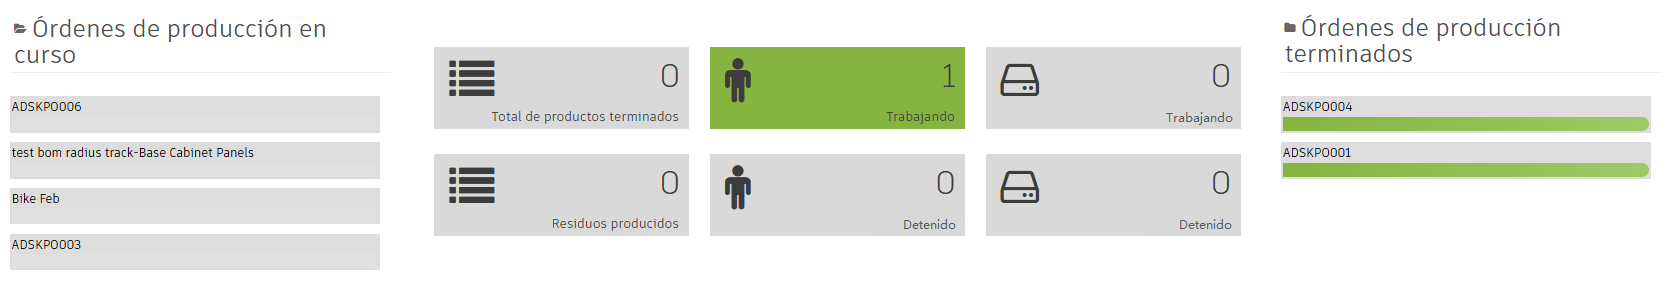 Órdenes de producción en
curso
ADSKPO006
test bom radius track-Base Cabinet Panels
Bike Feb
ADSKPO003
0
Total de productos terminados
1
Trabajando
0
Trabajando
0
Residuos producidos
0
Detenido
0
Detenido
Órdenes de producción
terminados
ADSKPO004
ADSKPO001